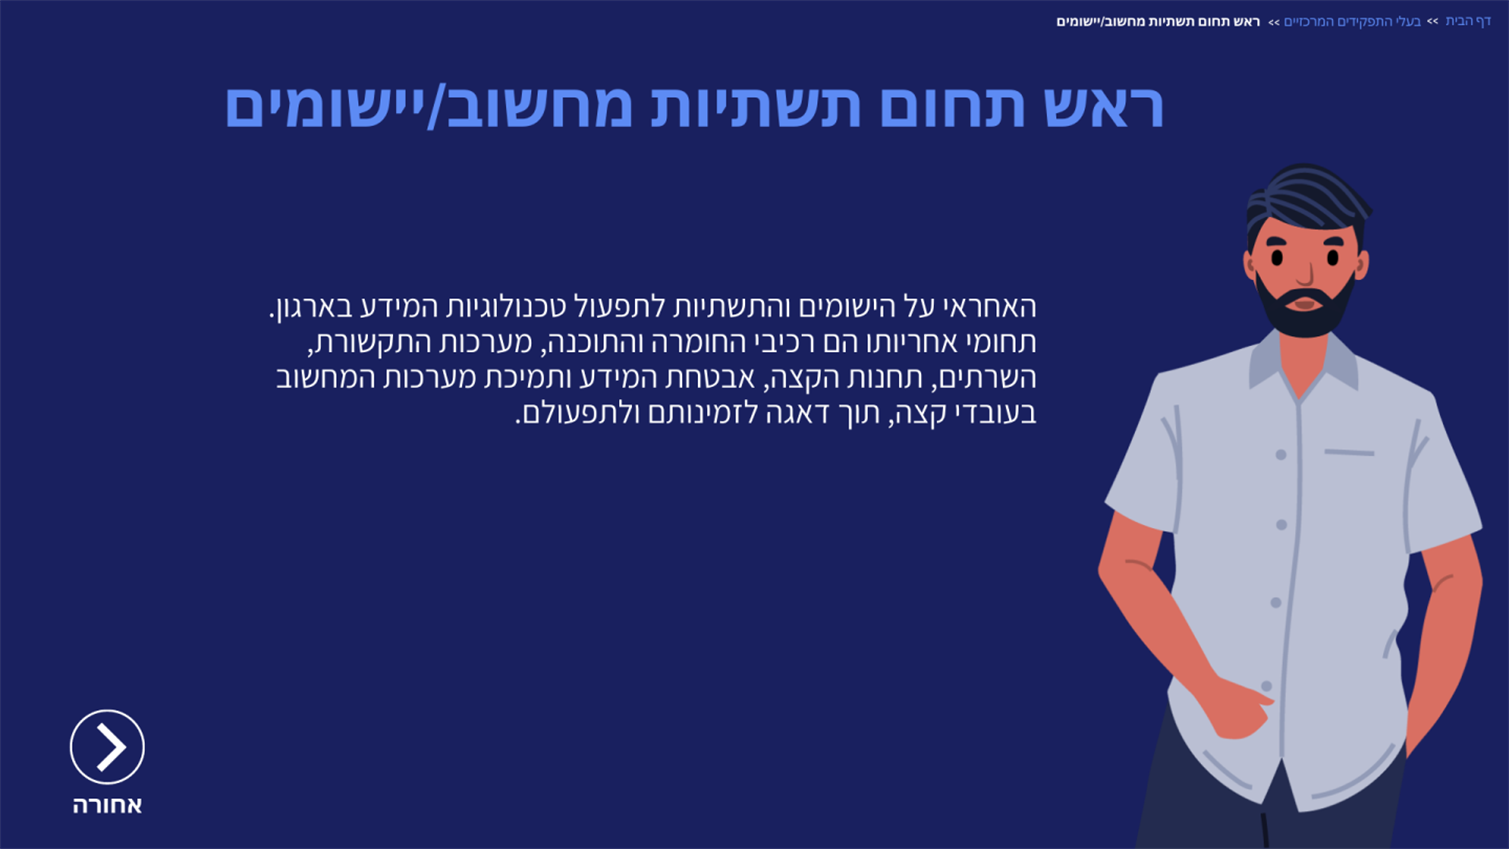 דף הבית >> בעלי התפקידים המרכזיים >> ראש תחום תשתיות מחשוב/יישומים
ראש תחום תשתיות מחשוב/יישומים
האחראי על הישומים והתשתיות לתפעול טכנולוגיות המידע בארגון.
תחומי אחריותו הם רכיבי החומרה והתוכנה, מערכות התקשורת,
השרתים, תחנות הקצה, אבטחת המידע ותמיכת מערכות המחשוב
בעובדי קצה, תוך דאגה לזמינותם ולתפעולם.
אחורה